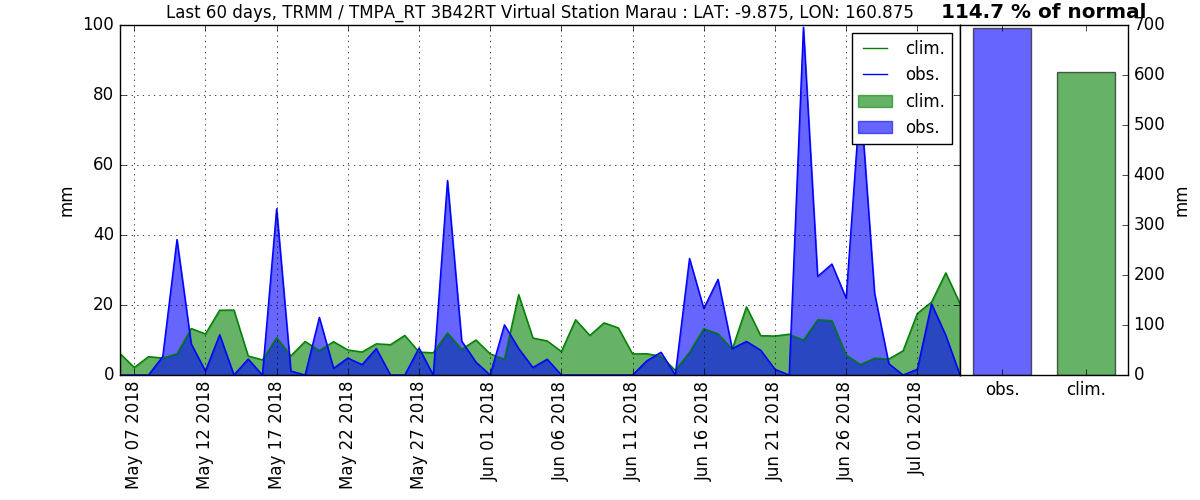 Last 60 days, TRMM / TMPA_RT 3B42RT Virtual Station Marau : LAT: -9.875, LON: 160.875
114.7 % of normal
100
80
60
40
20
0
mm
clim.
obs.
clim.
obs.
700
600
500
400
300
200
100
0
mm
obs.
clim.
May 07 2018
May 12 2018
May 17 2018
May 22 2018
May 27 2018
Jun 01 2018
Jun 06 2018
Jun 11 2018
Jun 16 2018
Jun 21 2018
Jun 26 2018
Jul 01 2018